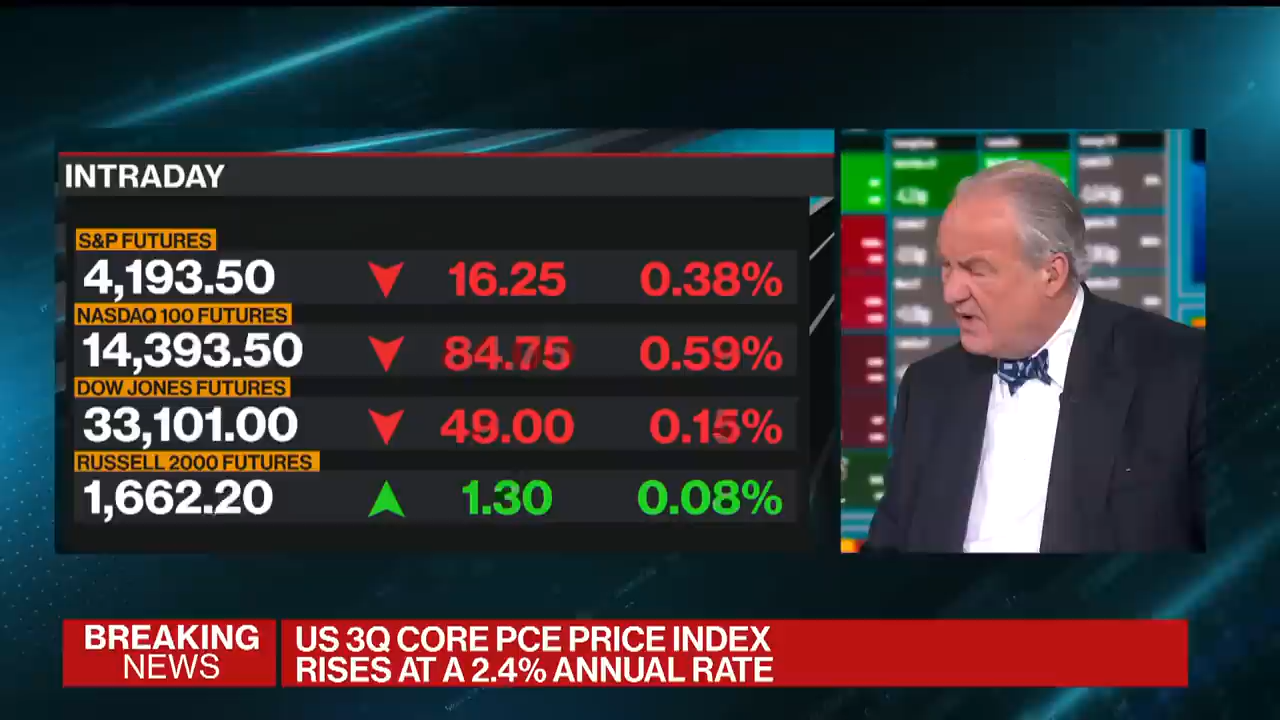 INTRADAY
S&P FUTURES
4,193.50 ▼ 16.25 0.38%
NASDAQ 100 FUTURES
14,393.50 ▼ 84.75 0.59%
DOW JONES FUTURES
33,101.00 ▼ 49.00 0.15%
RUSSELL 2000 FUTURES
1,662.20 ▲ 1.30 0.08%
BREAKING NEWS
US 3Q CORE PCE PRICE INDEX
RISES AT A 2.4% ANNUAL RATE